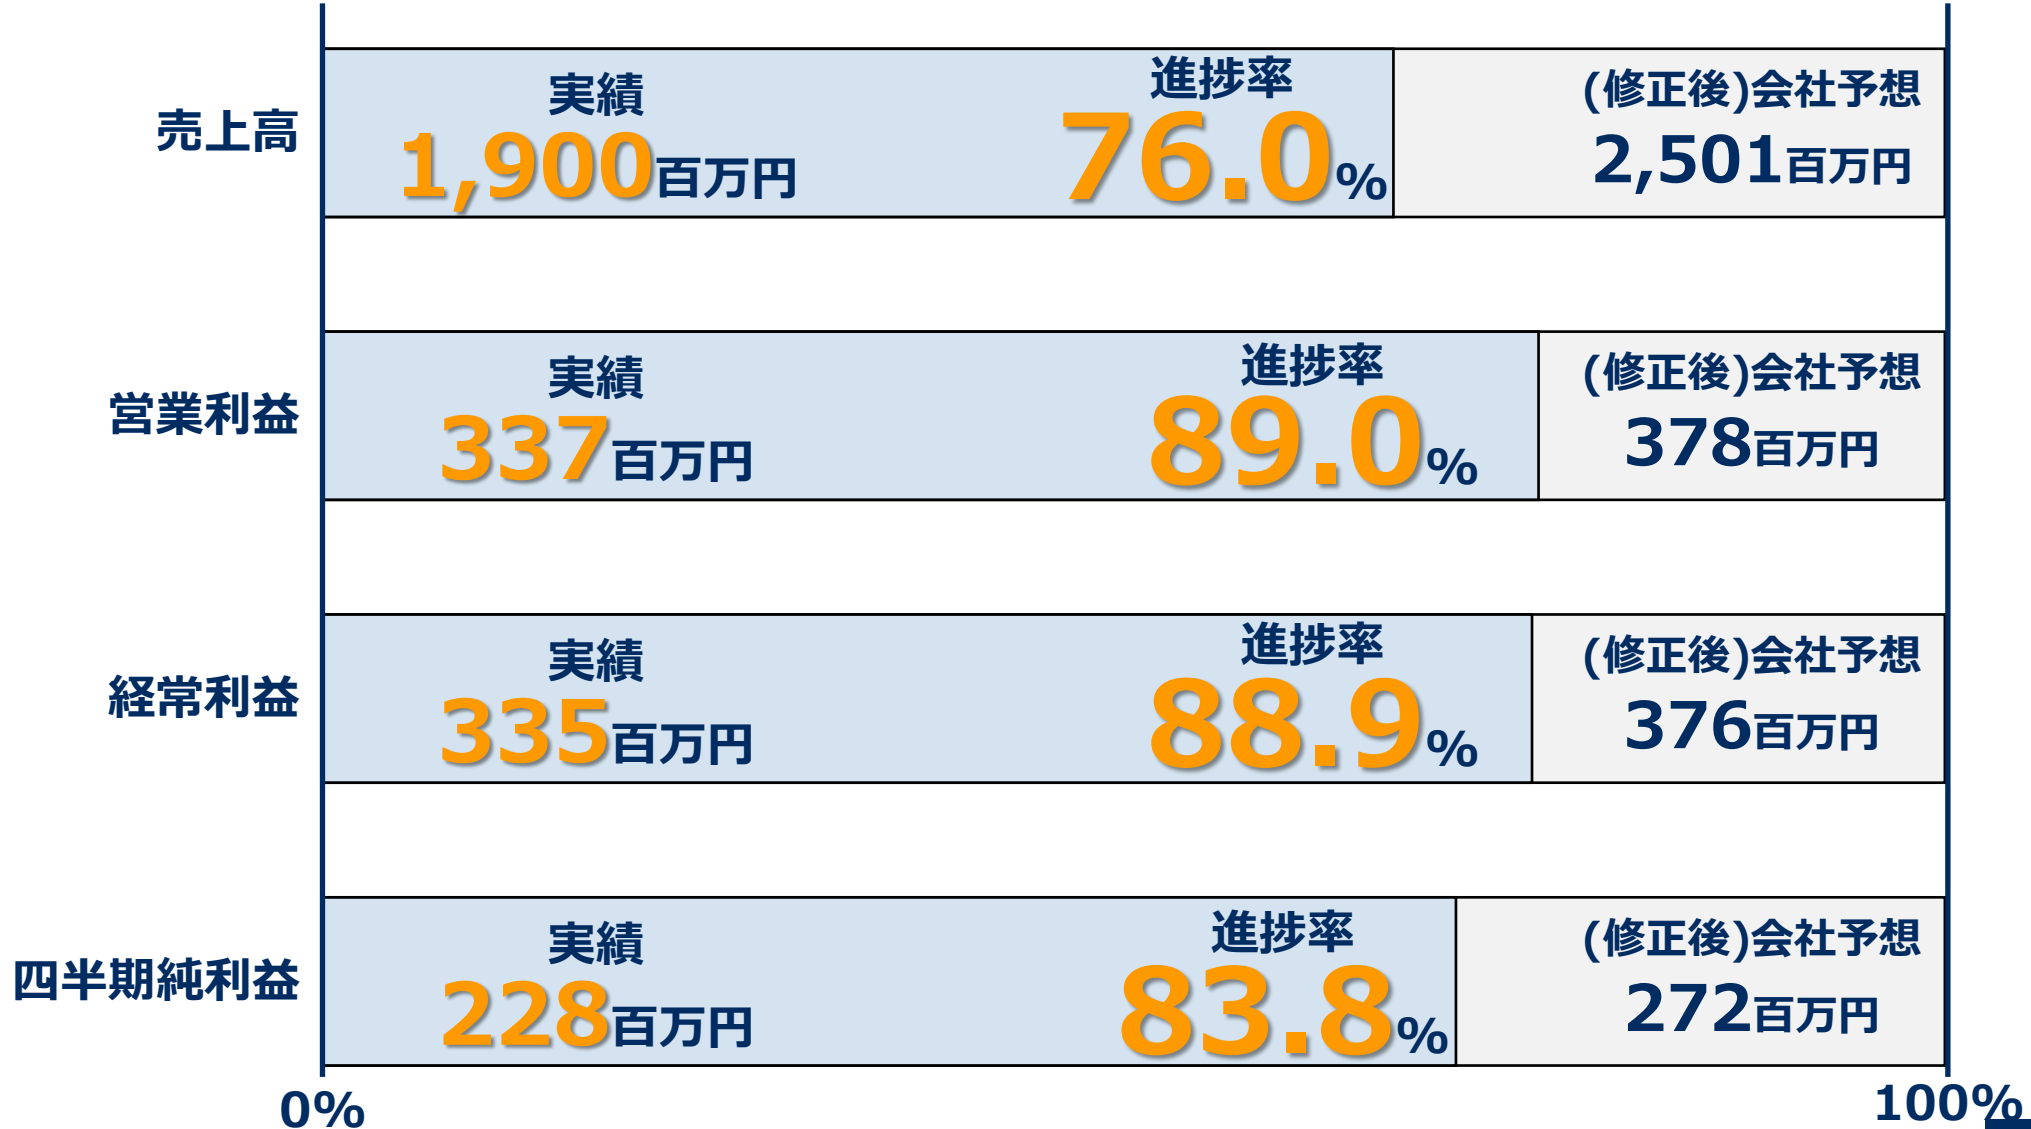 売上高
実績
1,900百万円
進捗率
76.0%
(修正後)会社予想
2,501百万円
営業利益
実績
337百万円
進捗率
89.0%
(修正後)会社予想
378百万円
経常利益
実績
335百万円
進捗率
88.9%
(修正後)会社予想
376百万円
四半期純利益
実績
228百万円
進捗率
83.8%
(修正後)会社予想
272百万円
0%
100%